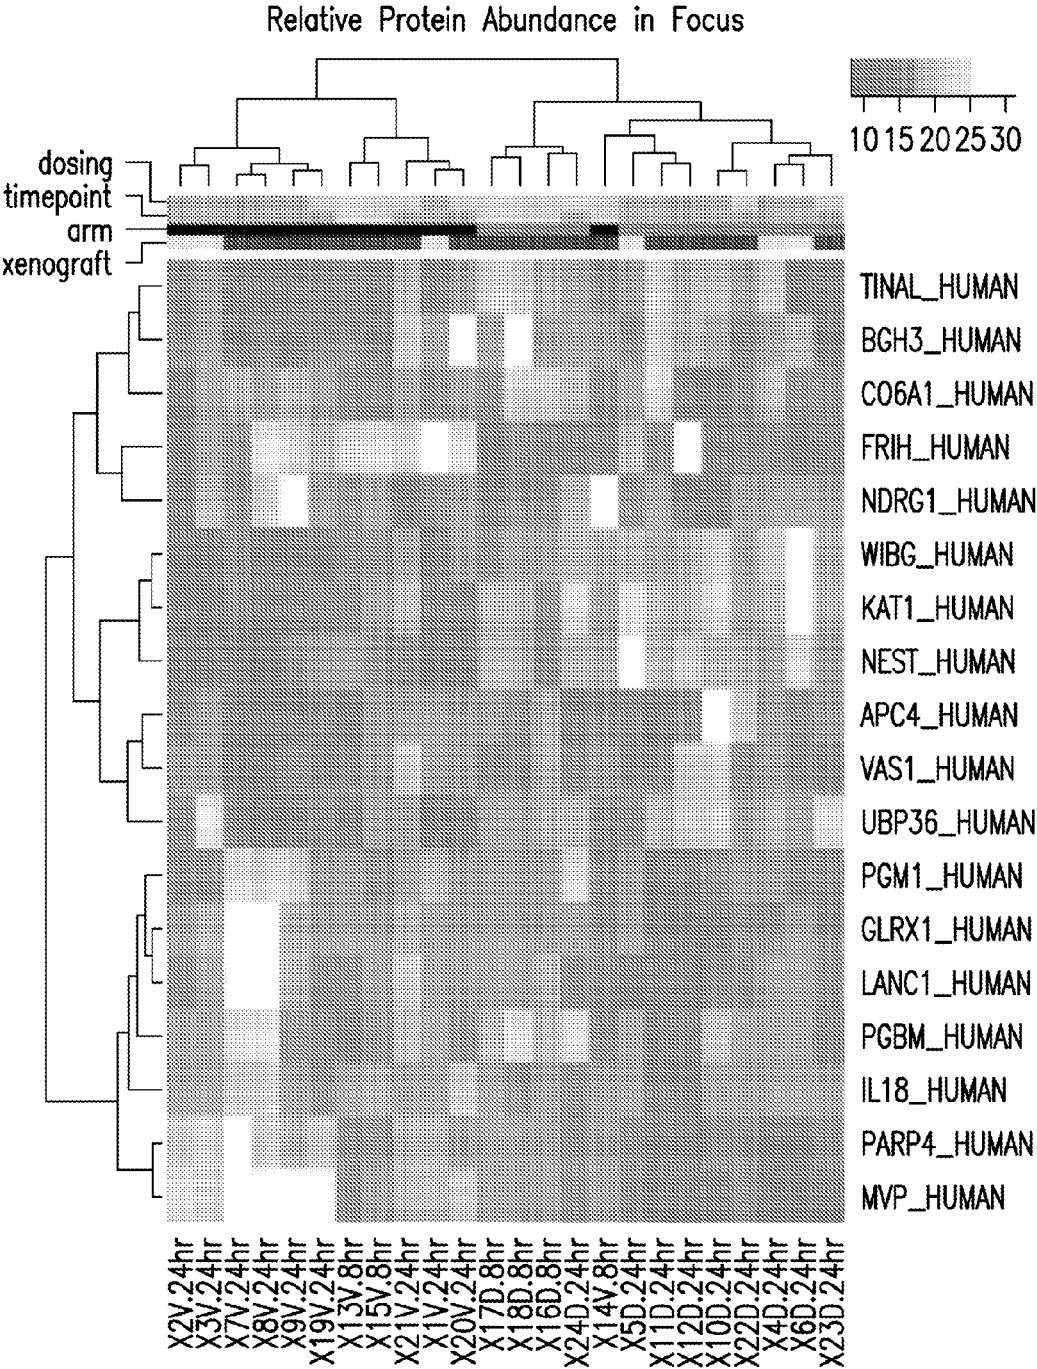 Relative Protein Abundance in Focus
10 15 20 25 30
dosing
timepoint
arm
xenograft
TINAL_HUMAN
BGH3_HUMAN
CO6A1_HUMAN
FRIH_HUMAN
NDRG1_HUMAN
WIBG_HUMAN
KAT1_HUMAN
NEST_HUMAN
APC4_HUMAN
VAS1_HUMAN
UBP36_HUMAN
PGM1_HUMAN
GLRX1_HUMAN
LANC1_HUMAN
PGBM_HUMAN
IL18_HUMAN
PARP4_HUMAN
MVP_HUMAN
X2V.24hr
X3V.24hr
X7V.24hr
X8V.24hr
X9V.24hr
X19V.24hr
X13V.8hr
X15V.8hr
X21V.24hr
X1V.24hr
X20V.24hr
X17D.8hr
X18D.8hr
X16D.8hr
X24D.24hr
X14V.8hr
X5D.24hr
X11D.24hr
X12D.24hr
X10D.24hr
X22D.24hr
X4D.24hr
X6D.24hr
X23D.24hr